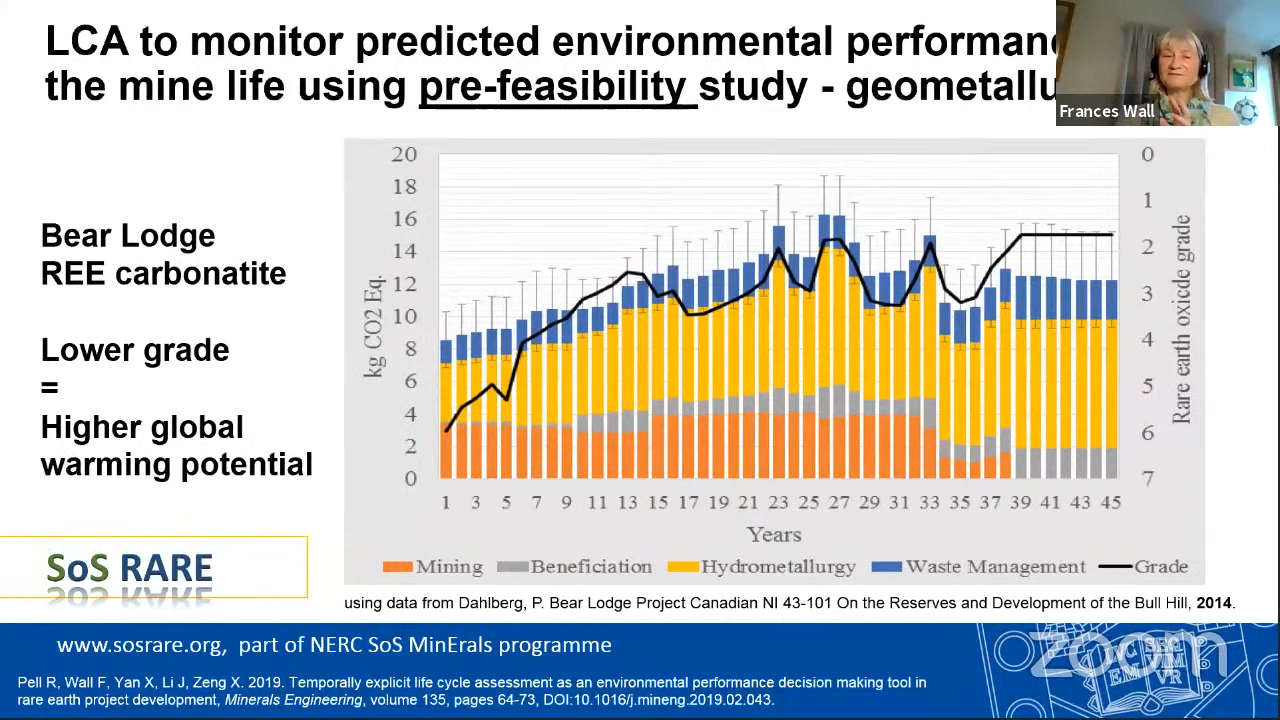 LCA to monitor predicted environmental performanc
the mine life using pre-feasibility study - geometallu
Frances Wall
Bear Lodge
REE carbonatite
Lower grade
=
Higher global
warming potential
20
18
16
14
12
10
8
6
4
2
0
kg CO2 Eq.
0
1
2
3
4
5
6
7
Rare earth oxicde grade
1 3 5 7 9 11 13 15 17 19 21 23 25 27 29 31 33 35 37 39 41 43 45
Years
Mining Beneficiation Hydrometallurgy Waste Management Grade
SoS RARE
using data from Dahlberg, P. Bear Lodge Project Canadian NI 43-101 On the Reserves and Development of the Bull Hill, 2014.
www.sosrare.org, part of NERC SoS MinErals programme
zoom
Pell R, Wall F, Yan X, Li J, Zeng X. 2019. Temporally explicit life cycle assessment as an environmental performance decision making tool in
rare earth project development, Minerals Engineering, volume 135, pages 64-73, DOI:10.1016/j.mineng.2019.02.043.